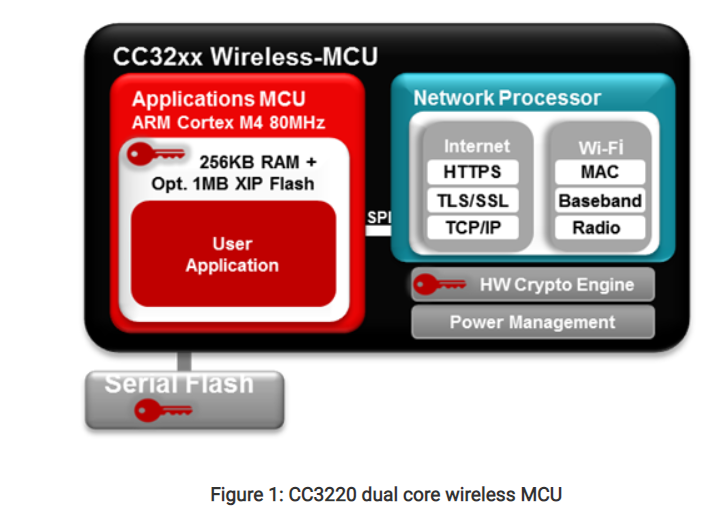 CC32xx Wireless-MCU
Applications MCU
ARM Cortex M4 80MHz
256KB RAM +
Opt. 1MB XIP Flash
User
Application
SPI
Network Processor
Internet
HTTPS
TLS/SSL
TCP/IP
Wi-Fi
MAC
Baseband
Radio
HW Crypto Engine
Power Management
Serial Flash
Figure 1: CC3220 dual core wireless MCU